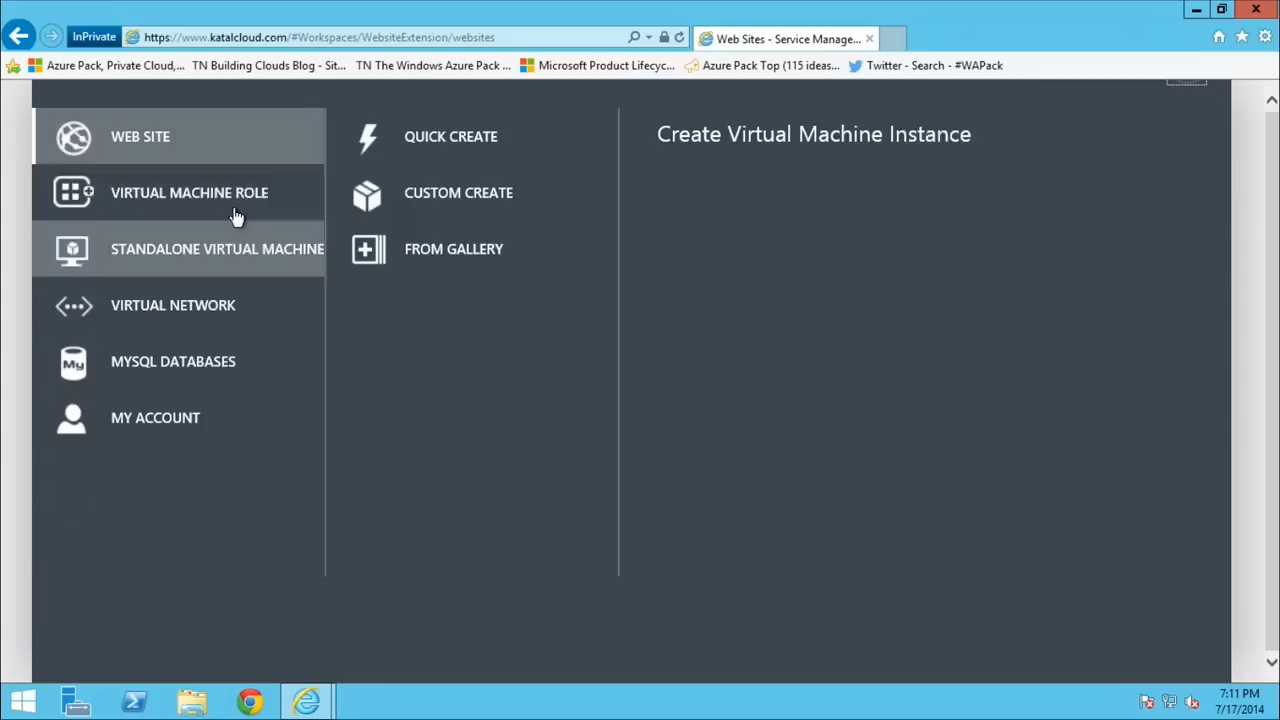 InPrivate
https://www.katalcloud.com/#Workspaces/WebsiteExtension/websites
Web Sites - Service Manage...
Azure Pack, Private Cloud,...
TN Building Clouds Blog - Sit...
TN The Windows Azure Pack ...
Microsoft Product Lifecyc...
Azure Pack Top (115 ideas...
Twitter - Search - #WAPack
WEB SITE
VIRTUAL MACHINE ROLE
STANDALONE VIRTUAL MACHINE
VIRTUAL NETWORK
My
MYSQL DATABASES
MY ACCOUNT
QUICK CREATE
CUSTOM CREATE
FROM GALLERY
Create Virtual Machine Instance
7:11 PM
7/17/2014